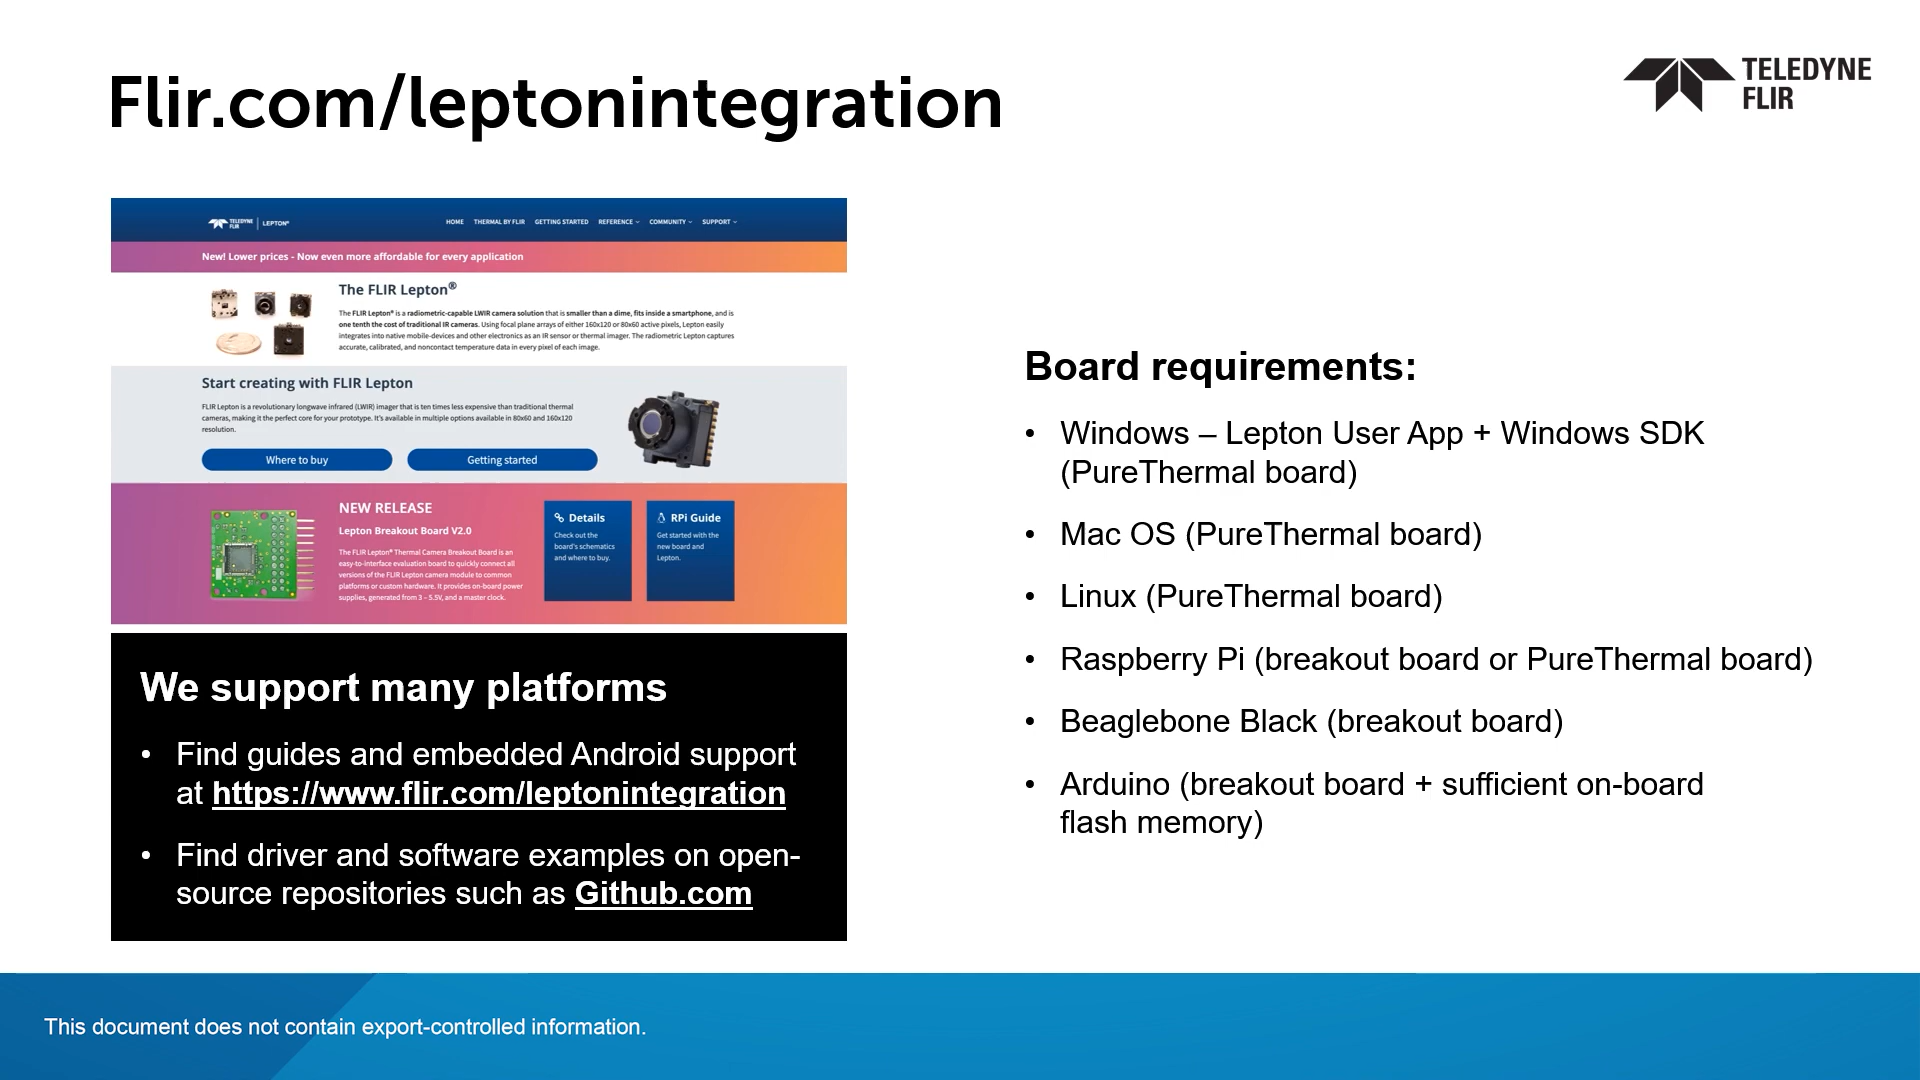 Flir.com/leptonintegration
TELEDYNE
FLIR
TELEDYNE
FLIR
LEPTON®
HOME THERMAL BY FLIR GETTING STARTED REFERENCE COMMUNITY SUPPORT
New! Lower prices - Now even more affordable for every application
The FLIR Lepton®
The FLIR Lepton® is a radiometric-capable LWIR camera solution that is smaller than a dime, fits inside a smartphone, and is
one tenth the cost of traditional IR cameras. Using focal plane arrays of either 160x120 or 80x60 active pixels, Lepton easily
integrates into native mobile-devices and other electronics as an IR sensor or thermal imager. The radiometric Lepton captures
accurate, calibrated, and noncontact temperature data in every pixel of each image.
Start creating with FLIR Lepton
FLIR Lepton is a revolutionary longwave infrared (LWIR) imager that is ten times less expensive than traditional thermal
cameras, making it the perfect core for your prototype. It's available in multiple options available in 80x60 and 160x120
resolution.
Where to buy
Getting started
NEW RELEASE
Lepton Breakout Board V2.0
The FLIR Lepton® Thermal Camera Breakout Board is an
easy-to-interface evaluation board to quickly connect all
versions of the FLIR Lepton camera module to common
platforms or custom hardware. It provides on-board power
supplies, generated from 3 – 5.5V, and a master clock.
Details
Check out the
board's schematics
and where to buy.
RPi Guide
Get started with the
new board and
Lepton.
We support many platforms
• Find guides and embedded Android support
at https://www.flir.com/leptonintegration
• Find driver and software examples on open-
source repositories such as Github.com
Board requirements:
• Windows – Lepton User App + Windows SDK
(PureThermal board)
• Mac OS (PureThermal board)
• Linux (PureThermal board)
• Raspberry Pi (breakout board or PureThermal board)
• Beaglebone Black (breakout board)
• Arduino (breakout board + sufficient on-board
flash memory)
This document does not contain export-controlled information.